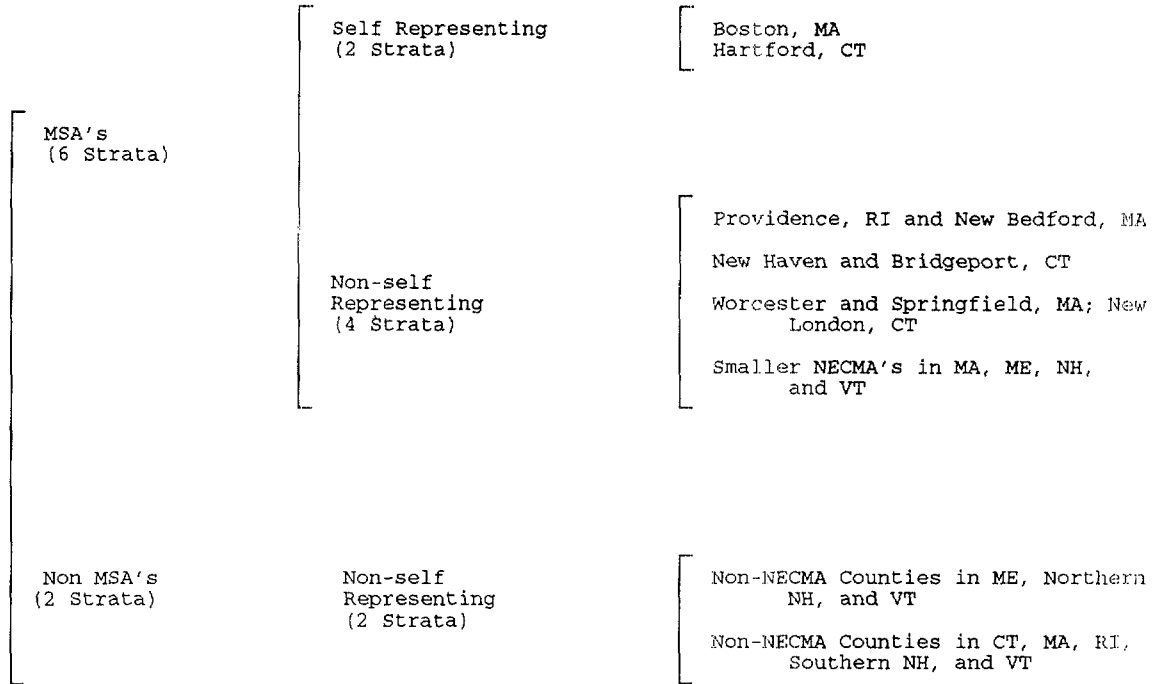 Self Representing
(2 Strata)
Boston, MA
Hartford, CT
MSA's
(6 Strata)
Non-self
Representing
(4 Strata)
Providence, RI and New Bedford, MA
New Haven and Bridgeport, CT
Worcester and Springfield, MA; New
London, CT
Smaller NECMA's in MA, ME, NH,
and VT
Non MSA's
(2 Strata)
Non-self
Representing
(2 Strata)
Non-NECMA Counties in ME, Northern
NH, and VT
Non-NECMA Counties in CT, MA, RI,
Southern NH, and VT